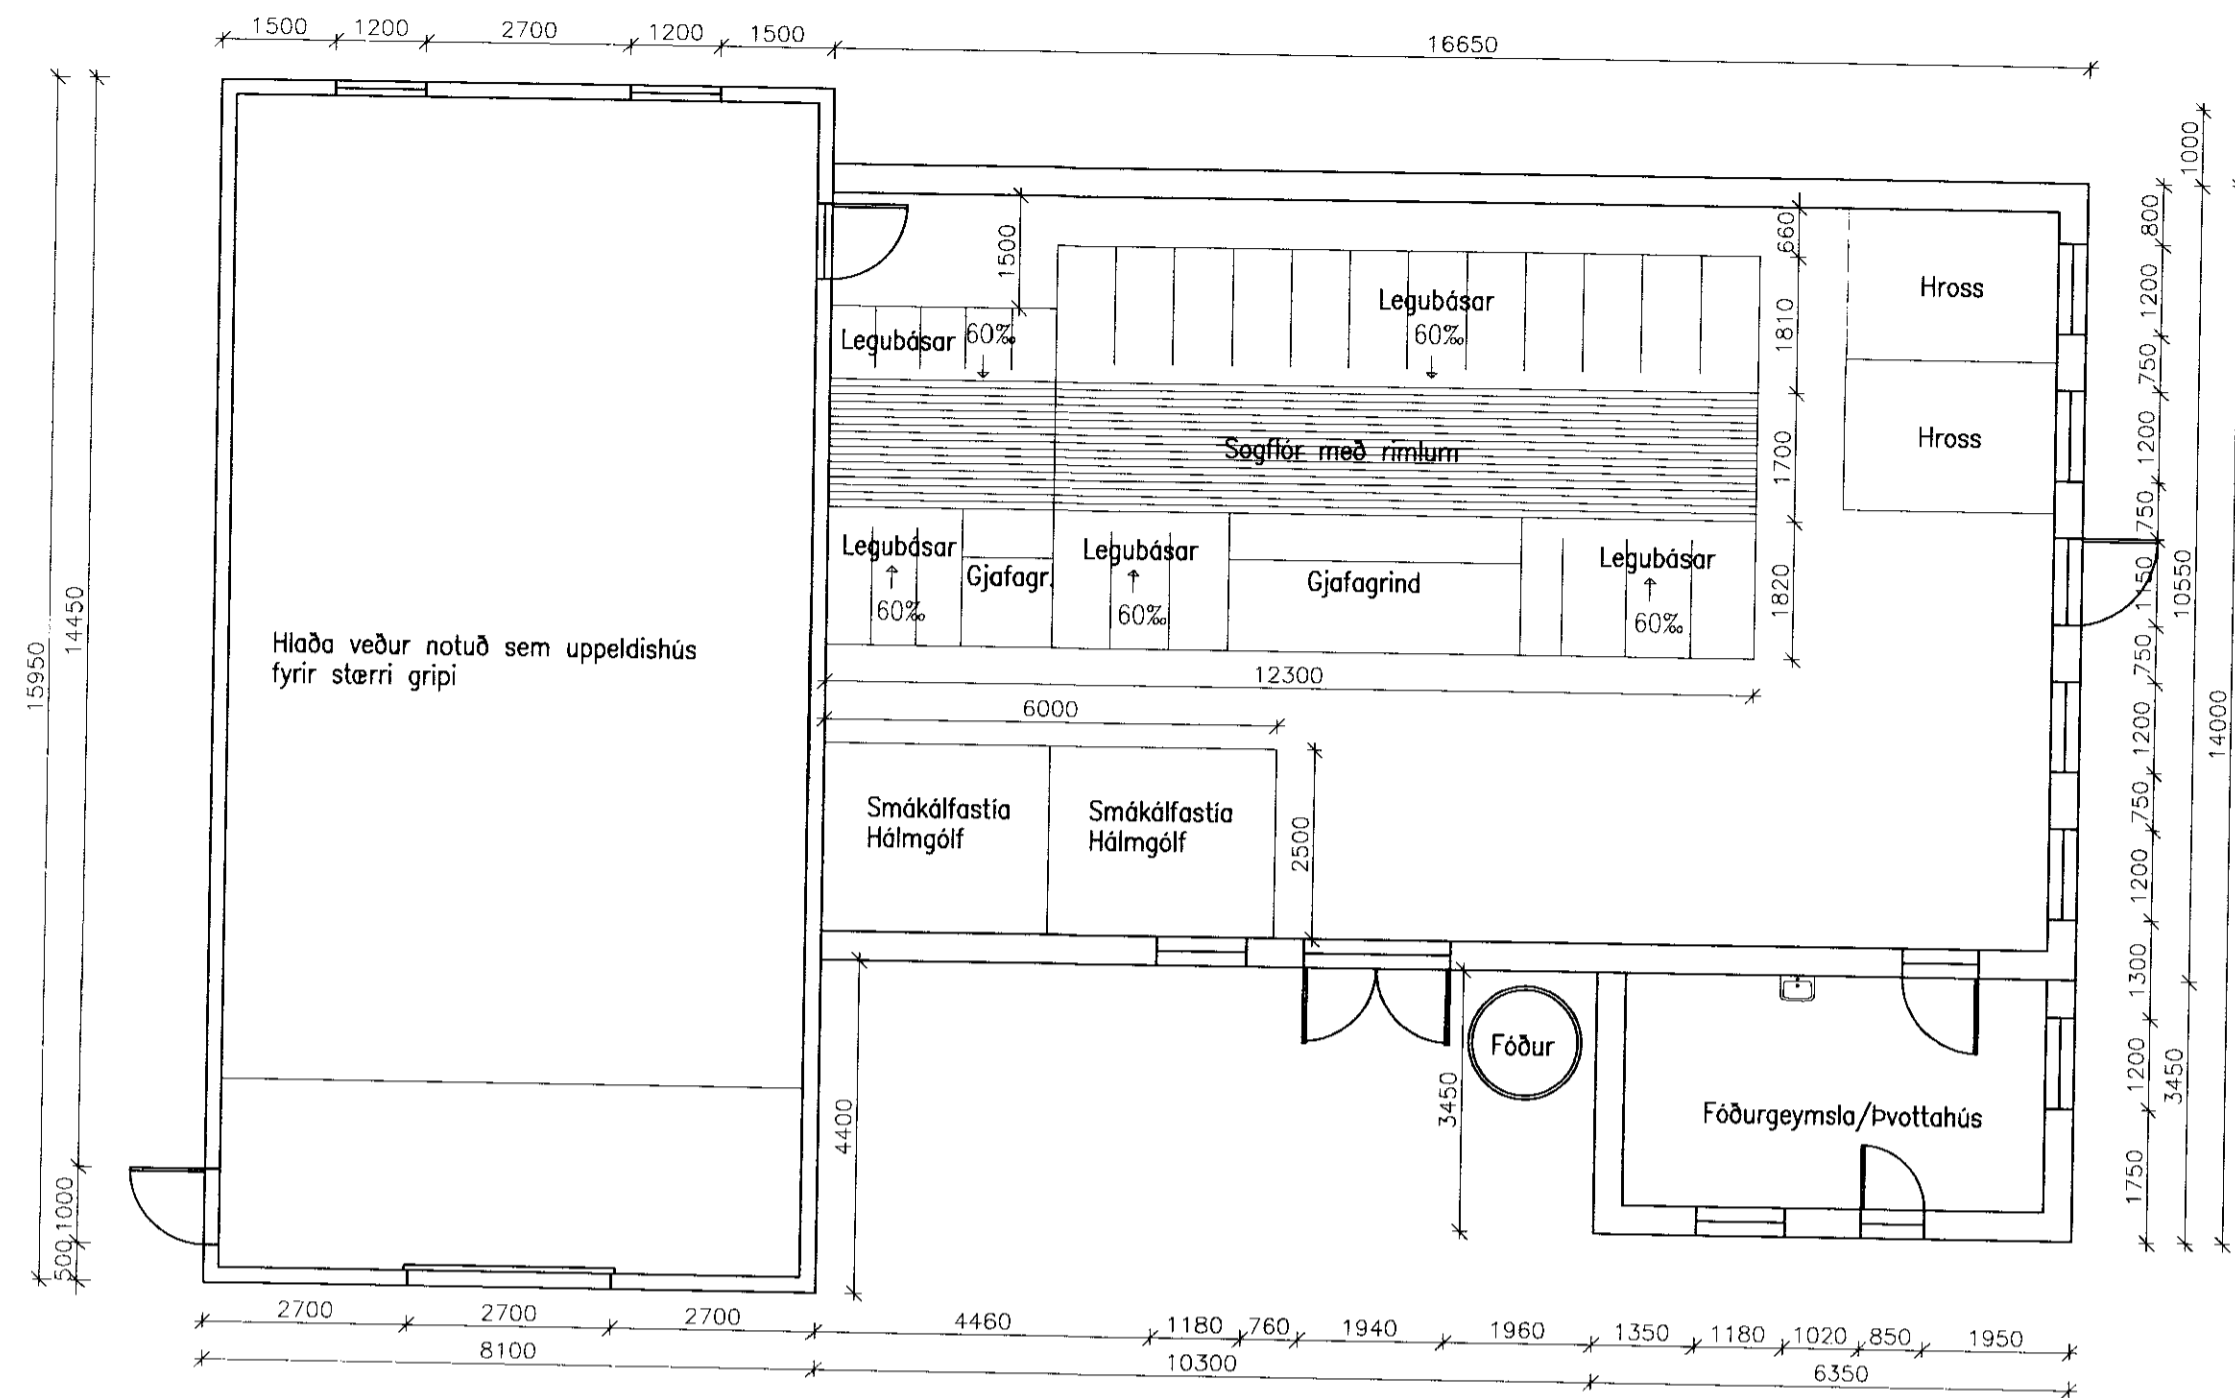 1500 1200 2700 1200 1500 16650
1000
800
1200
750
1200
750
1150
750
1200
750
1200
1300
1200
1750
10550
3450
14000
15950
14450
1000
500
1500
660
1810
1700
1820
Hross
Hross
Legubásar
60‰
Legubásar
60‰
Sogflór með rimlum
Legubásar
60‰
Gjafagr.
Legubásar
60‰
Gjafagrind
Legubásar
60‰
Hlaða veður notuð sem uppeldishús
fyrir stærri gripi
12300
6000
2500
Smákálfastía
Hálmgólf
Smákálfastía
Hálmgólf
4400
3450
Fóður
Fóðurgeymsla/Þvottahús
2700 2700 2700 4460 1180 760 1940 1960 1350 1180 1020 850 1950
8100 10300 6350